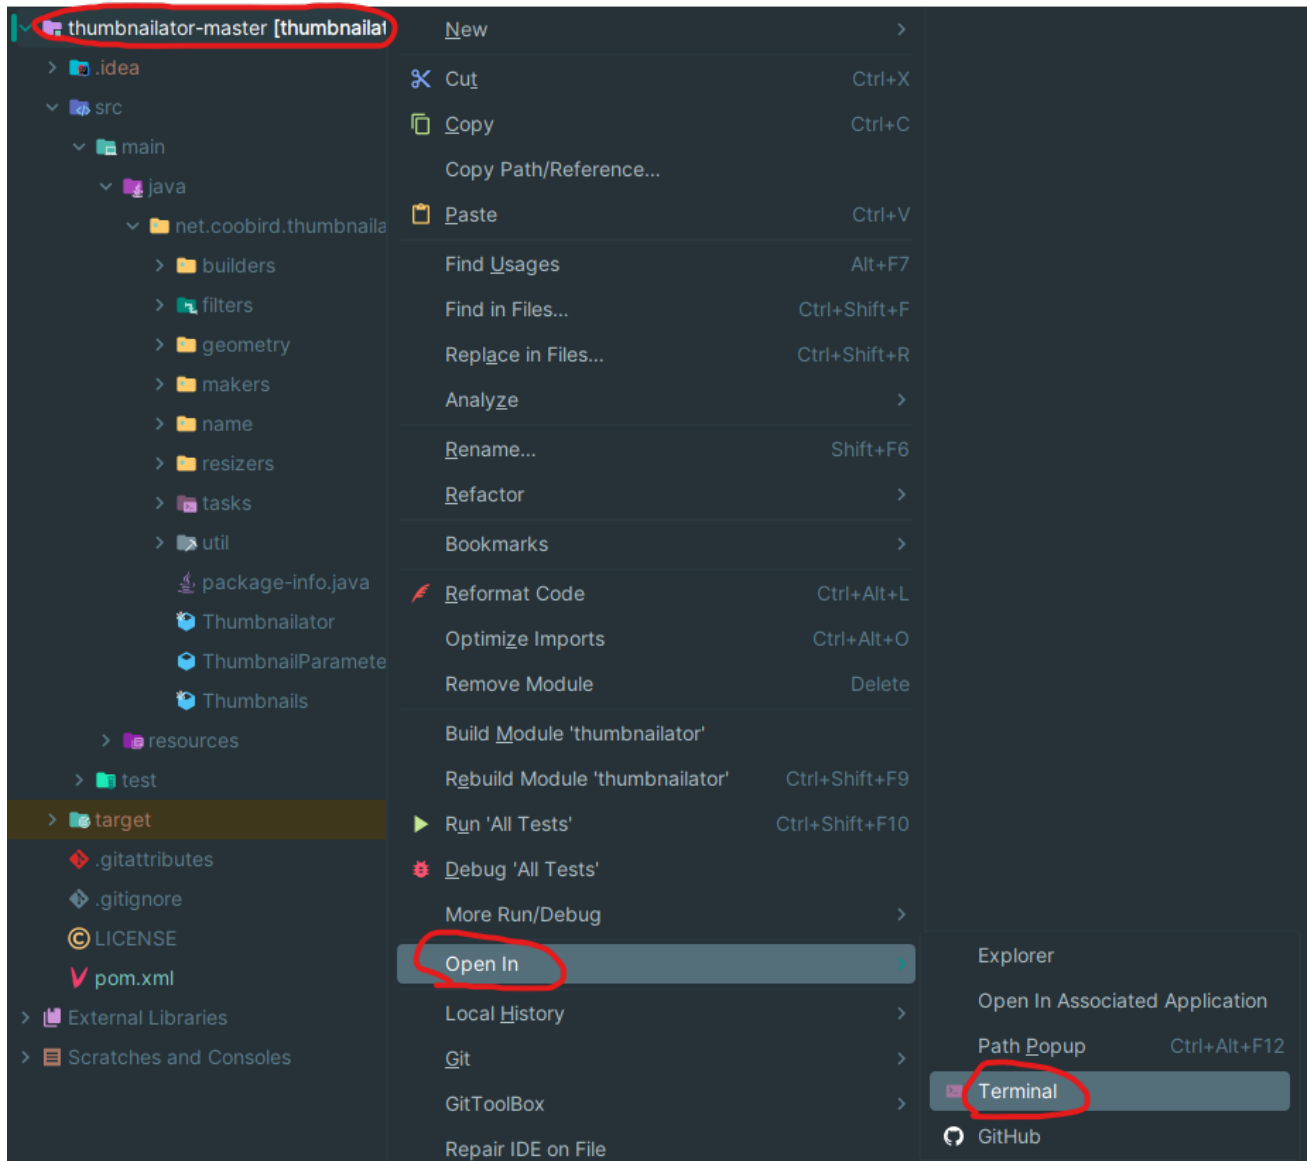 thumbnailator-master [thumbnailat
.idea
src
main
java
net.coobird.thumbnaila
builders
filters
geometry
makers
name
resizers
tasks
util
package-info.java
Thumbnailator
ThumbnailParamete
Thumbnails
resources
test
target
.gitattributes
.gitignore
LICENSE
pom.xml
External Libraries
Scratches and Consoles
New
Cut Ctrl+X
Copy Ctrl+C
Copy Path/Reference...
Paste Ctrl+V
Find Usages Alt+F7
Find in Files... Ctrl+Shift+F
Replace in Files... Ctrl+Shift+R
Analyze
Rename... Shift+F6
Refactor
Bookmarks
Reformat Code Ctrl+Alt+L
Optimize Imports Ctrl+Alt+O
Remove Module Delete
Build Module 'thumbnailator'
Rebuild Module 'thumbnailator' Ctrl+Shift+F9
Run 'All Tests' Ctrl+Shift+F10
Debug 'All Tests'
More Run/Debug
Open In
Local History
Git
GitToolBox
Repair IDE on File
Explorer
Open In Associated Application
Path Popup Ctrl+Alt+F12
Terminal
GitHub